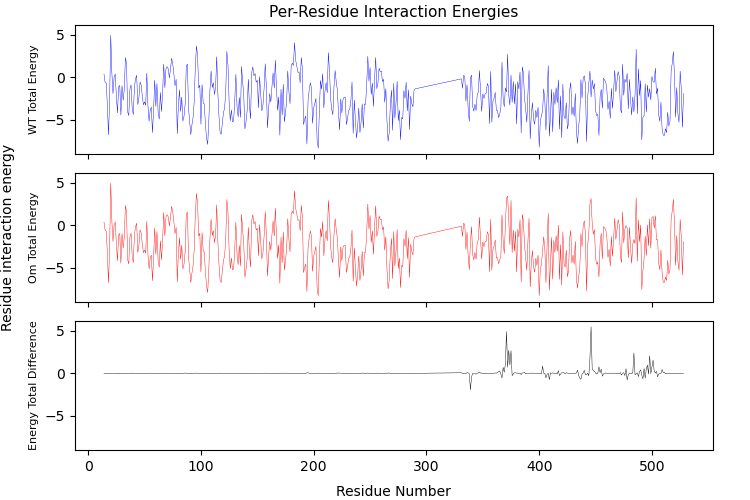 Per-Residue Interaction Energies
Residue interaction energy
WT Total Energy
5
0
−5
Om Total Energy
5
0
−5
Energy Total Difference
5
0
−5
0 100 200 300 400 500
Residue Number